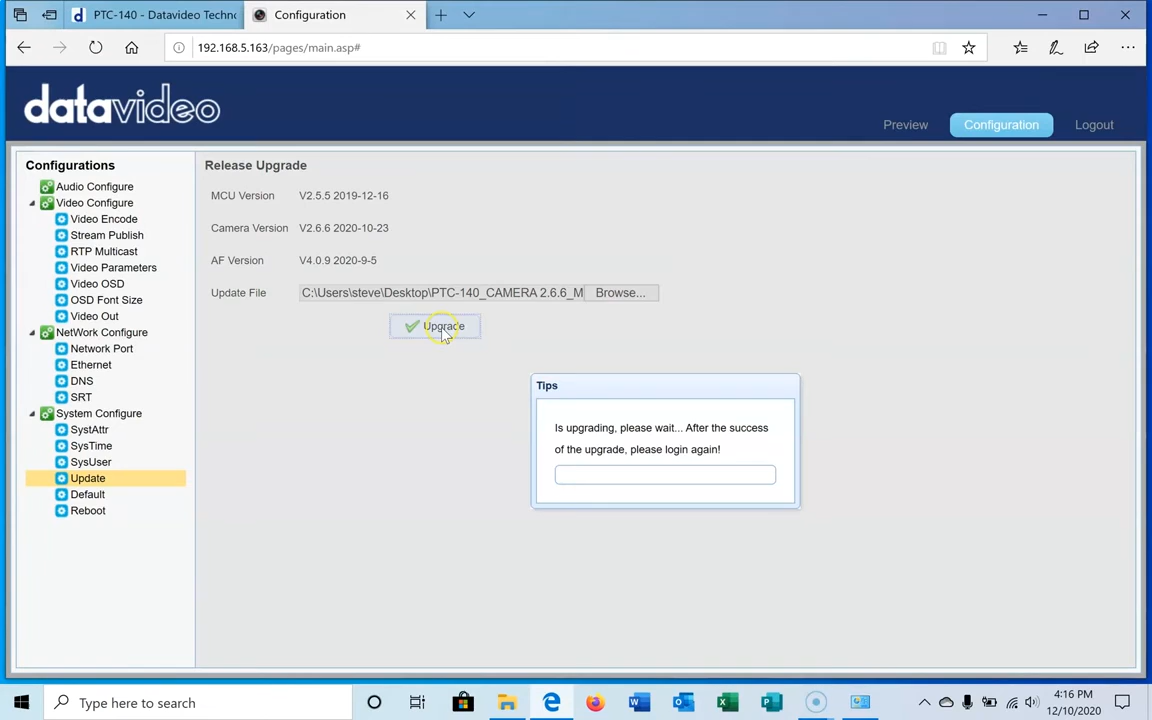 PTC-140 - Datavideo Techno
Configuration
192.168.5.163/pages/main.asp#
datavideo
Preview
Configuration
Logout
Configurations
Audio Configure
Video Configure
Video Encode
Stream Publish
RTP Multicast
Video Parameters
Video OSD
OSD Font Size
Video Out
NetWork Configure
Network Port
Ethernet
DNS
SRT
System Configure
SystAttr
SysTime
SysUser
Update
Default
Reboot
Release Upgrade
MCU Version V2.5.5 2019-12-16
Camera Version V2.6.6 2020-10-23
AF Version V4.0.9 2020-9-5
Update File C:\Users\steve\Desktop\PTC-140_CAMERA 2.6.6_M Browse...
Upgrade
Tips
Is upgrading, please wait... After the success
of the upgrade, please login again!
Type here to search
4:16 PM
12/10/2020